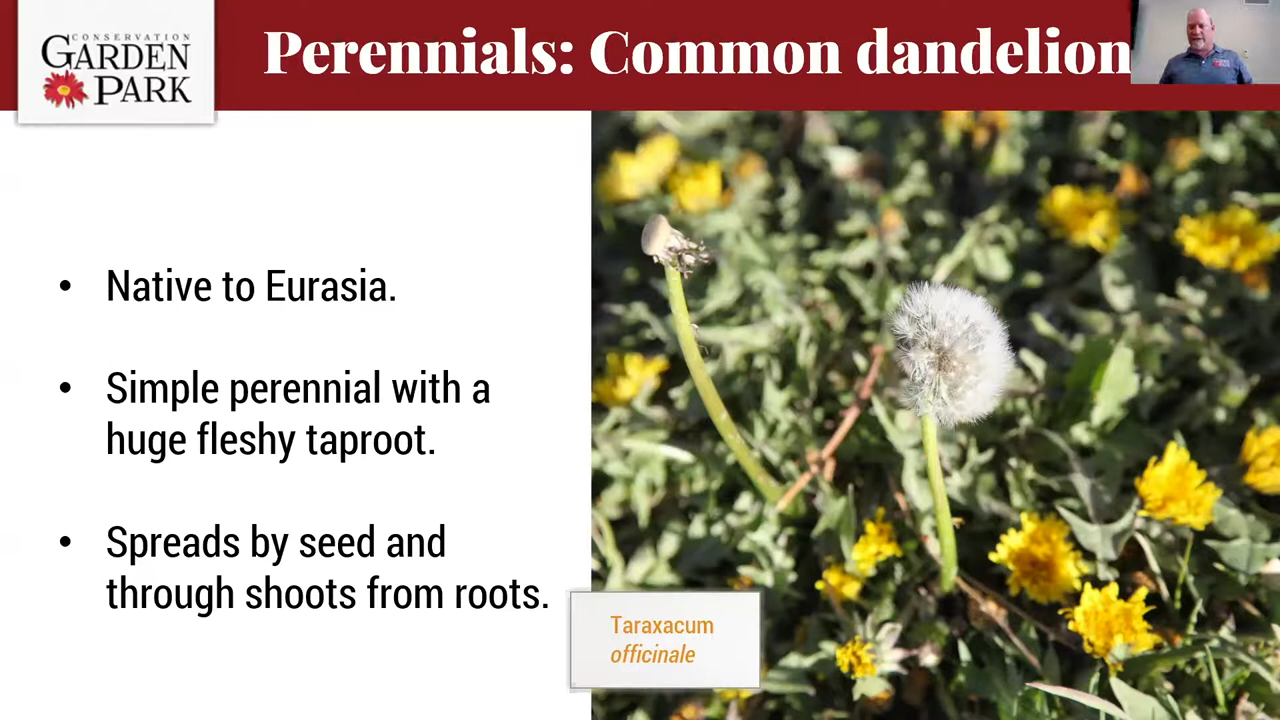 CONSERVATION
GARDEN
PARK
Perennials: Common dandelion
• Native to Eurasia.
• Simple perennial with a
huge fleshy taproot.
• Spreads by seed and
through shoots from roots.
Taraxacum
officinale